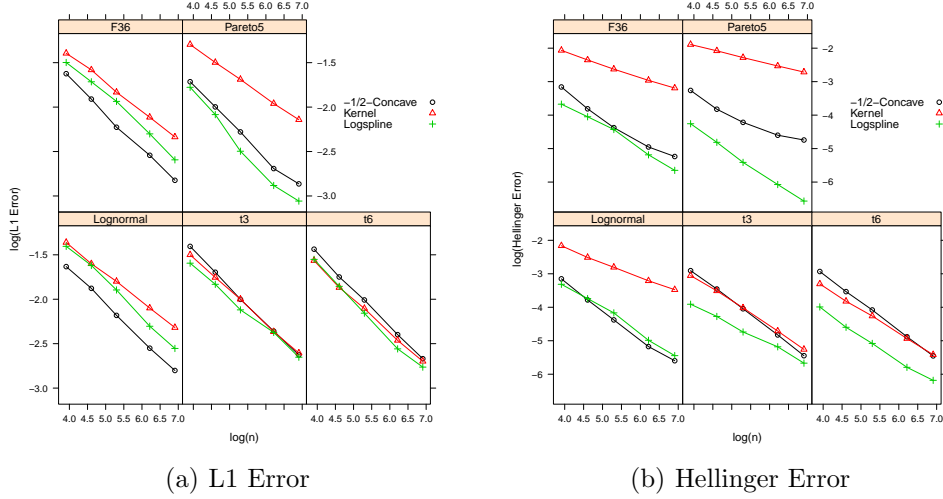 4.0 4.5 5.0 5.5 6.0 6.5 7.0
F36 Pareto5
−1.5
−2.0
−2.5
−3.0
−1/2−Concave
Kernel
Logspline
Lognormal t3 t6
−1.5
−2.0
−2.5
−3.0
4.0 4.5 5.0 5.5 6.0 6.5 7.0 4.0 4.5 5.0 5.5 6.0 6.5 7.0
log(n)
log(L1 Error)
(a) L1 Error
4.0 4.5 5.0 5.5 6.0 6.5 7.0
F36 Pareto5
−2
−3
−4
−5
−6
−1/2−Concave
Kernel
Logspline
Lognormal t3 t6
−2
−3
−4
−5
−6
4.0 4.5 5.0 5.5 6.0 6.5 7.0 4.0 4.5 5.0 5.5 6.0 6.5 7.0
log(n)
log(Hellinger Error)
(b) Hellinger Error